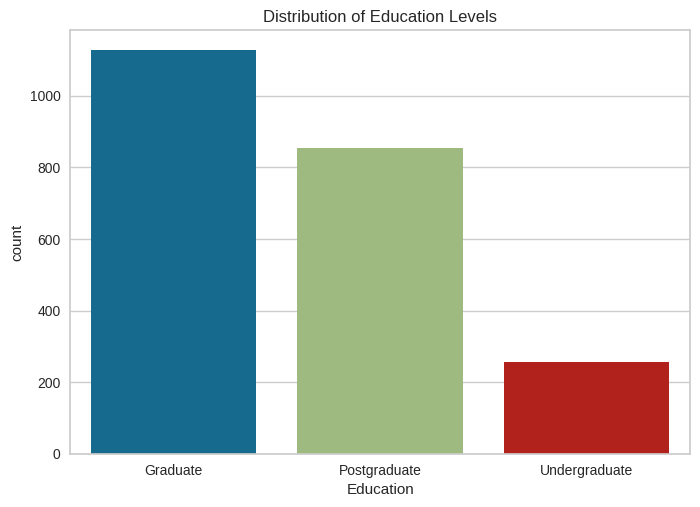 Distribution of Education Levels
1000
800
600
400
200
0
count
Graduate
Postgraduate
Undergraduate
Education